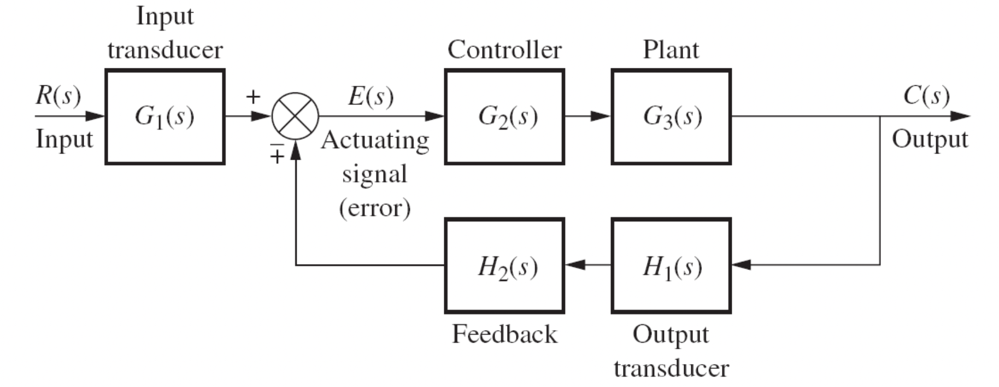 Input
transducer
Controller
Plant
R(s)
+
E(s)
C(s)
G₁(s)
G₂(s)
G₃(s)
Input
∓
Actuating
signal
(error)
Output
H₂(s)
H₁(s)
Feedback
Output
transducer